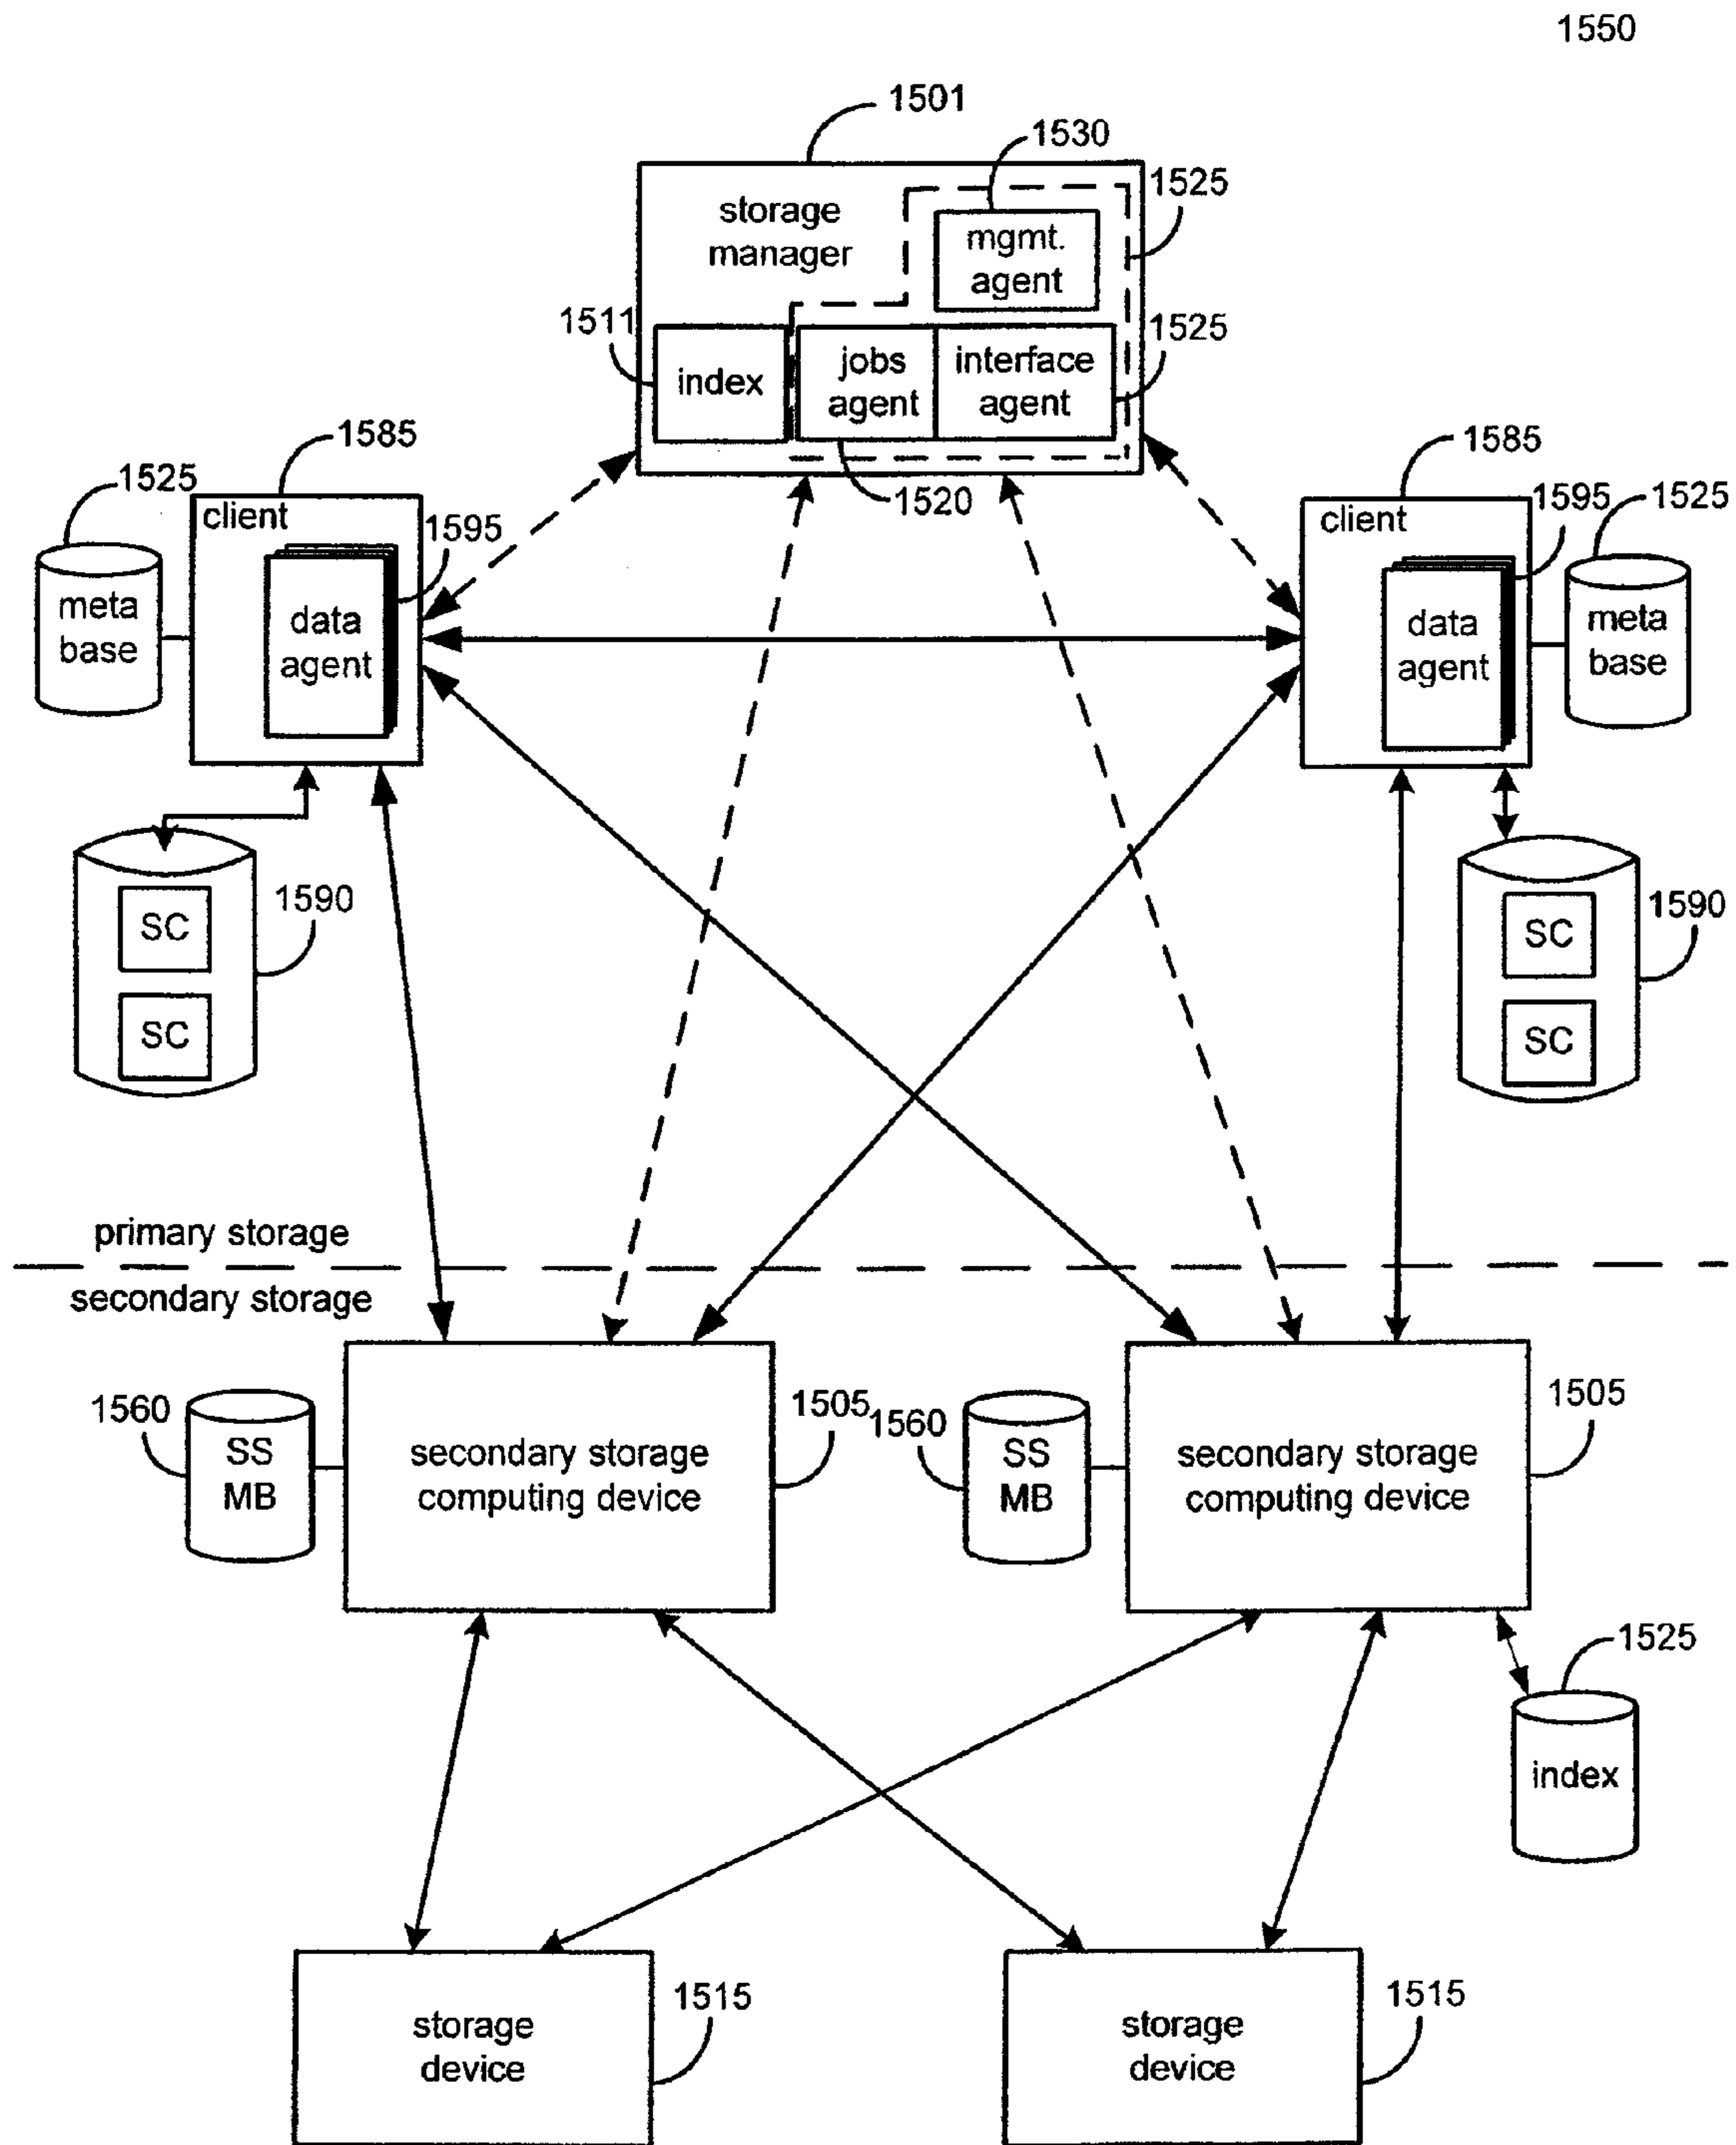 1550
1501
1530
1525
storage
manager
mgmt.
agent
1511
1525
index
jobs
agent
interface
agent
1520
1585
1585
1525
client
1595
client
1595
1525
meta
base
data
agent
data
agent
meta
base
1590
SC
SC
1590
SC
SC
primary storage
secondary storage
1560
SS
MB
secondary storage
computing device
1505
1560
SS
MB
secondary storage
computing device
1505
1525
index
storage
device
1515
storage
device
1515